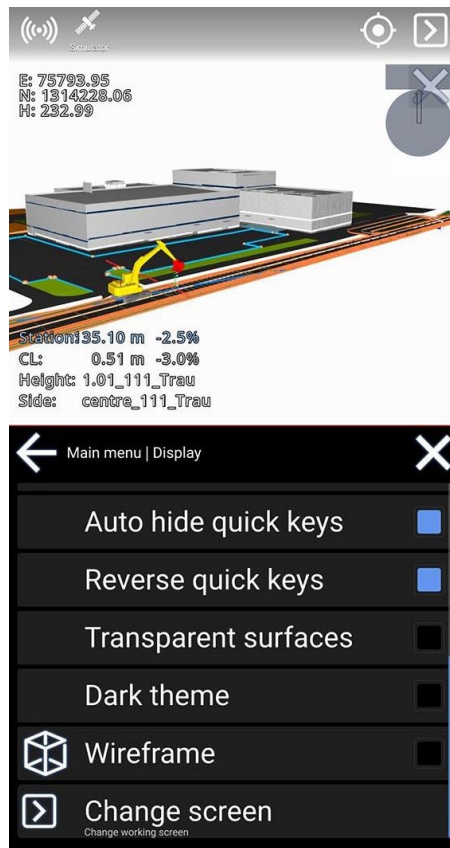 Simulator
E: 75793.95
N: 1314228.06
H: 232.99
Station: 35.10 m -2.5%
CL: 0.51 m -3.0%
Height: 1.01_111_Trau
Side: centre_111_Trau
Main menu | Display
Auto hide quick keys
Reverse quick keys
Transparent surfaces
Dark theme
Wireframe
Change screen
Change working screen